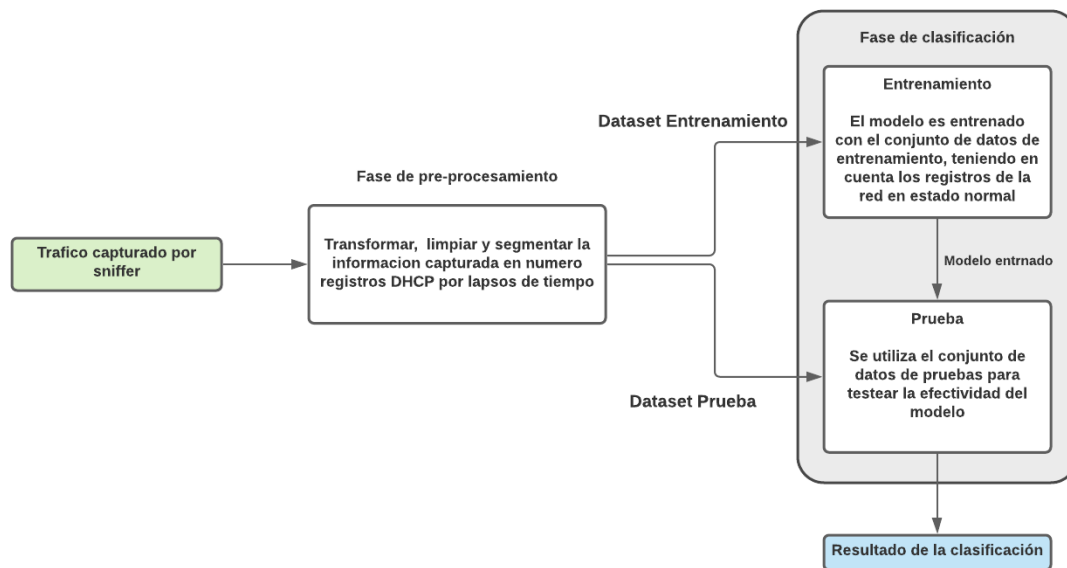 Trafico capturado por
sniffer
Fase de pre-procesamiento
Transformar, limpiar y segmentar la
informacion capturada en numero
registros DHCP por lapsos de tiempo
Dataset Entrenamiento
Dataset Prueba
Fase de clasificación
Entrenamiento
El modelo es entrenado
con el conjunto de datos de
entrenamiento, teniendo en
cuenta los registros de la
red en estado normal
Modelo entrnado
Prueba
Se utiliza el conjunto de
datos de pruebas para
testear la efectividad del
modelo
Resultado de la clasificación